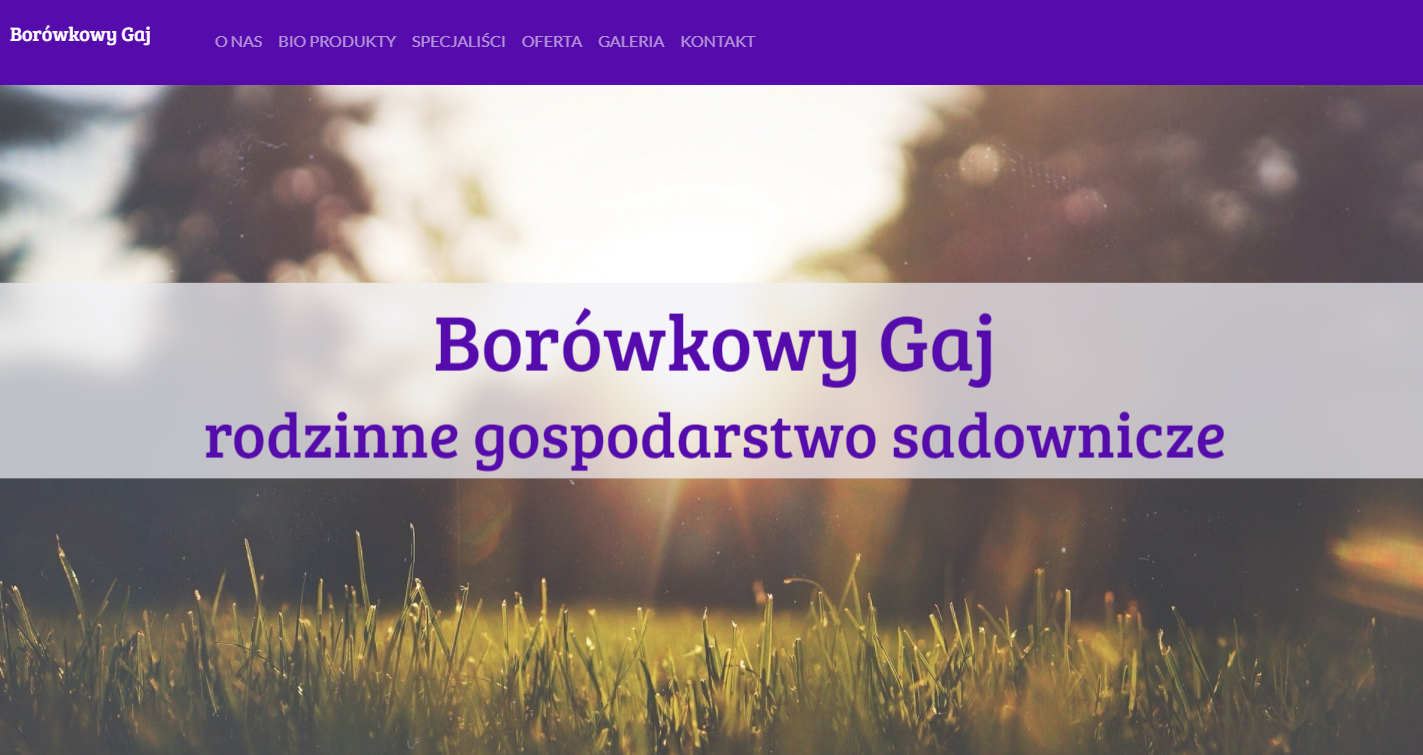 Borówkowy Gaj
O NAS BIO PRODUKTY SPECJALIŚCI OFERTA GALERIA KONTAKT
Borówkowy Gaj
rodzinne gospodarstwo sadownicze